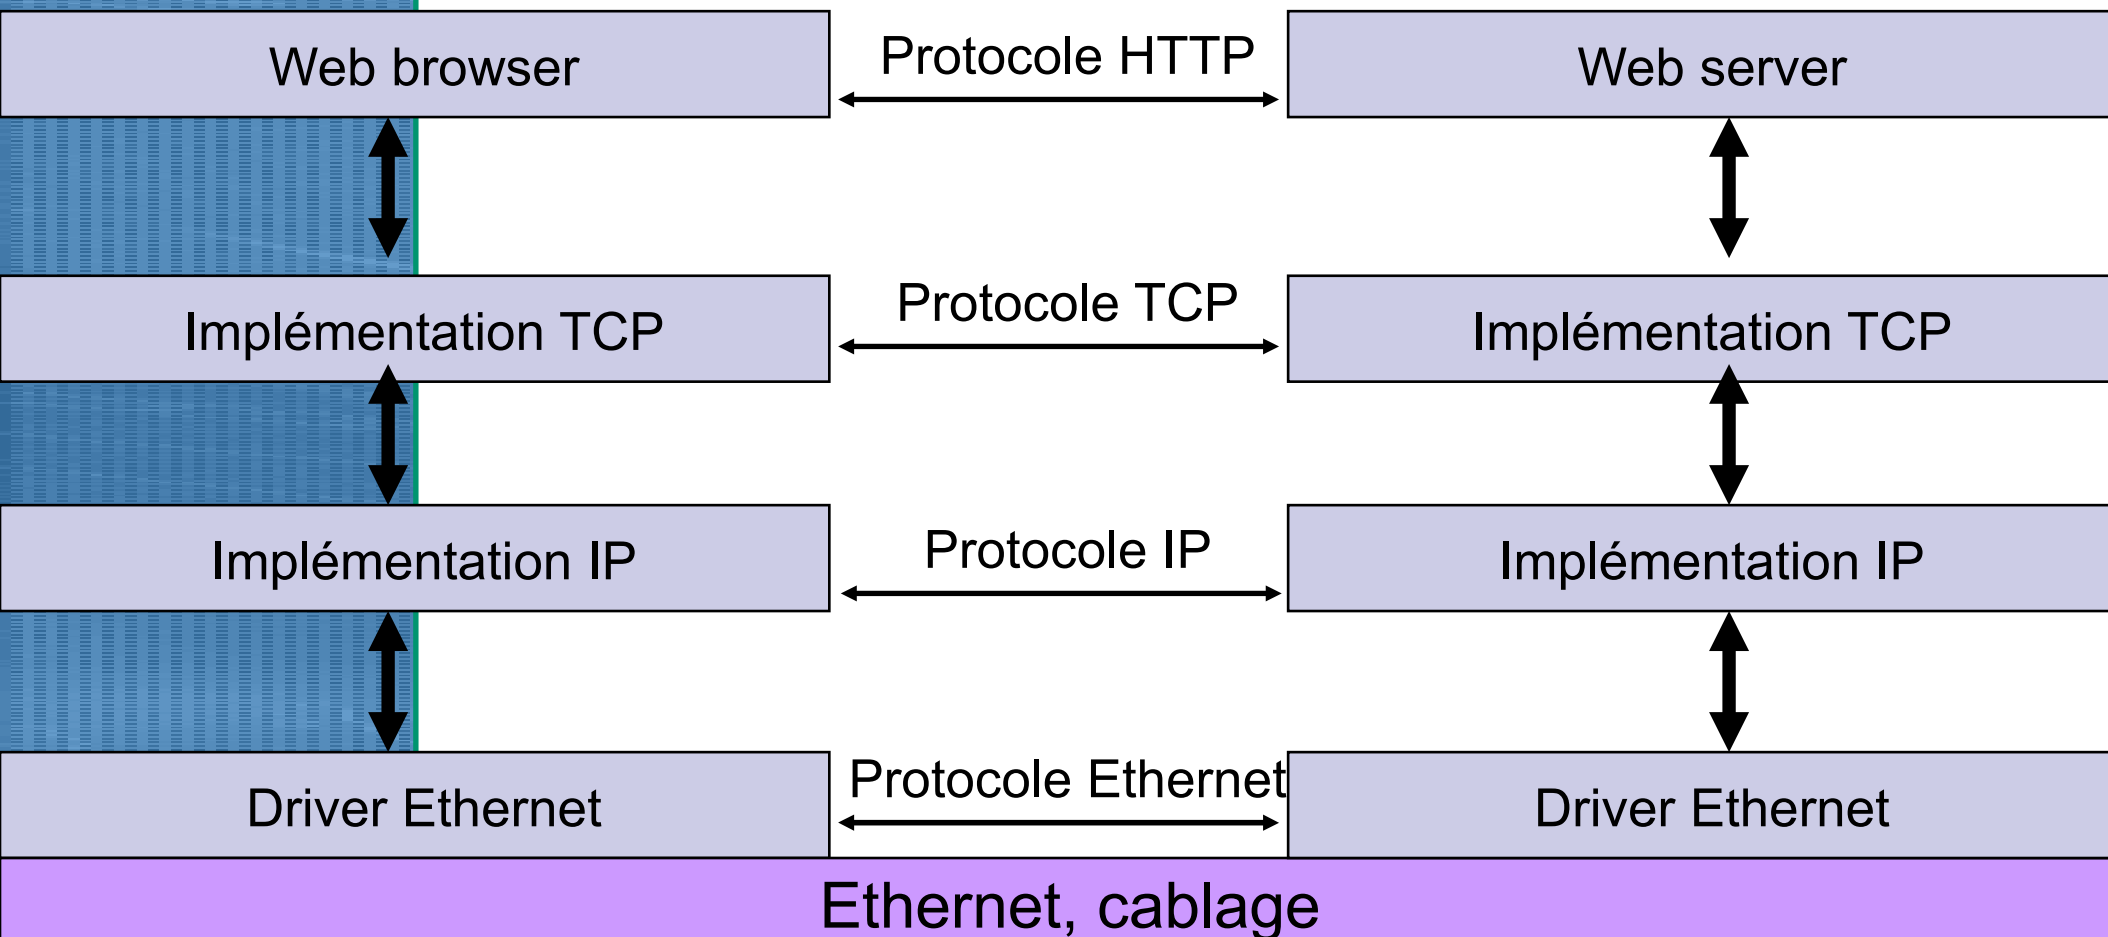 Web browser
Protocole HTTP
Web server
Implémentation TCP
Protocole TCP
Implémentation TCP
Implémentation IP
Protocole IP
Implémentation IP
Driver Ethernet
Protocole Ethernet
Driver Ethernet
Ethernet, cablage